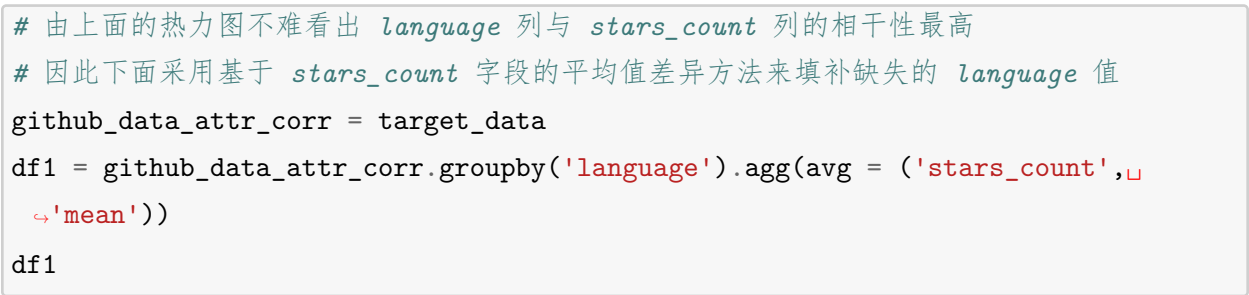 # 由上面的热力图不难看出 language 列与 stars_count 列的相干性最高
# 因此下面采用基于 stars_count 字段的平均值差异方法来填补缺失的 language 值
github_data_attr_corr = target_data
df1 = github_data_attr_corr.groupby('language').agg(avg = ('stars_count',␣
↪'mean'))
df1